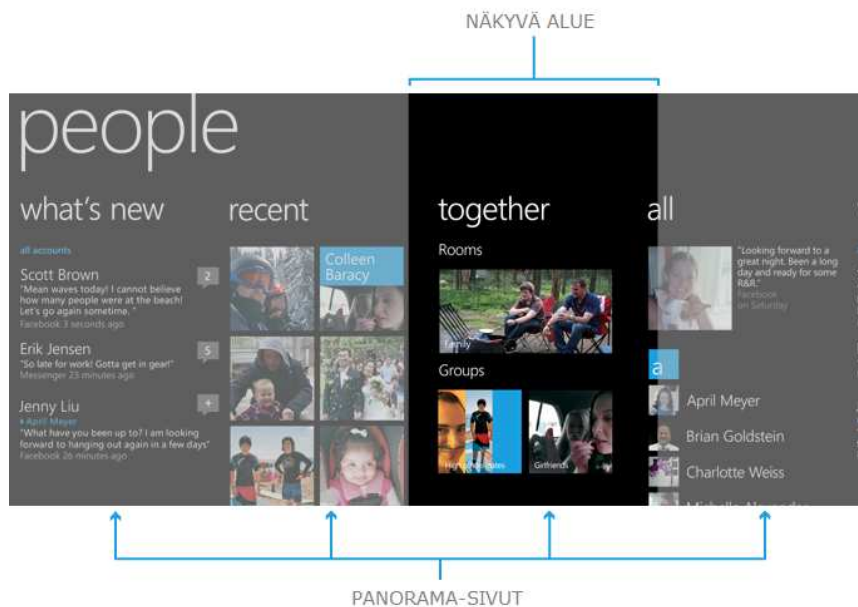 NÄKYVÄ ALUE
people
what's new
all accounts
Scott Brown
2
"Mean waves today! I cannot believe
how many people were at the beach!
Let's go again sometime. "
Facebook 3 seconds ago
Erik Jensen
5
"So late for work! Gotta get in gear!"
Messenger 23 minutes ago
Jenny Liu
+
April Meyer
"What have you been up to? I am looking
forward to hanging out again in a few days"
Facebook 26 minutes ago
recent
Colleen
Baracy
together
Rooms
Family
Groups
Girlfriends
all
"Looking forward to a
great night. Been a long
day and ready for some
R&R."
Facebook
on Saturday
a
April Meyer
Brian Goldstein
Charlotte Weiss
PANORAMA-SIVUT